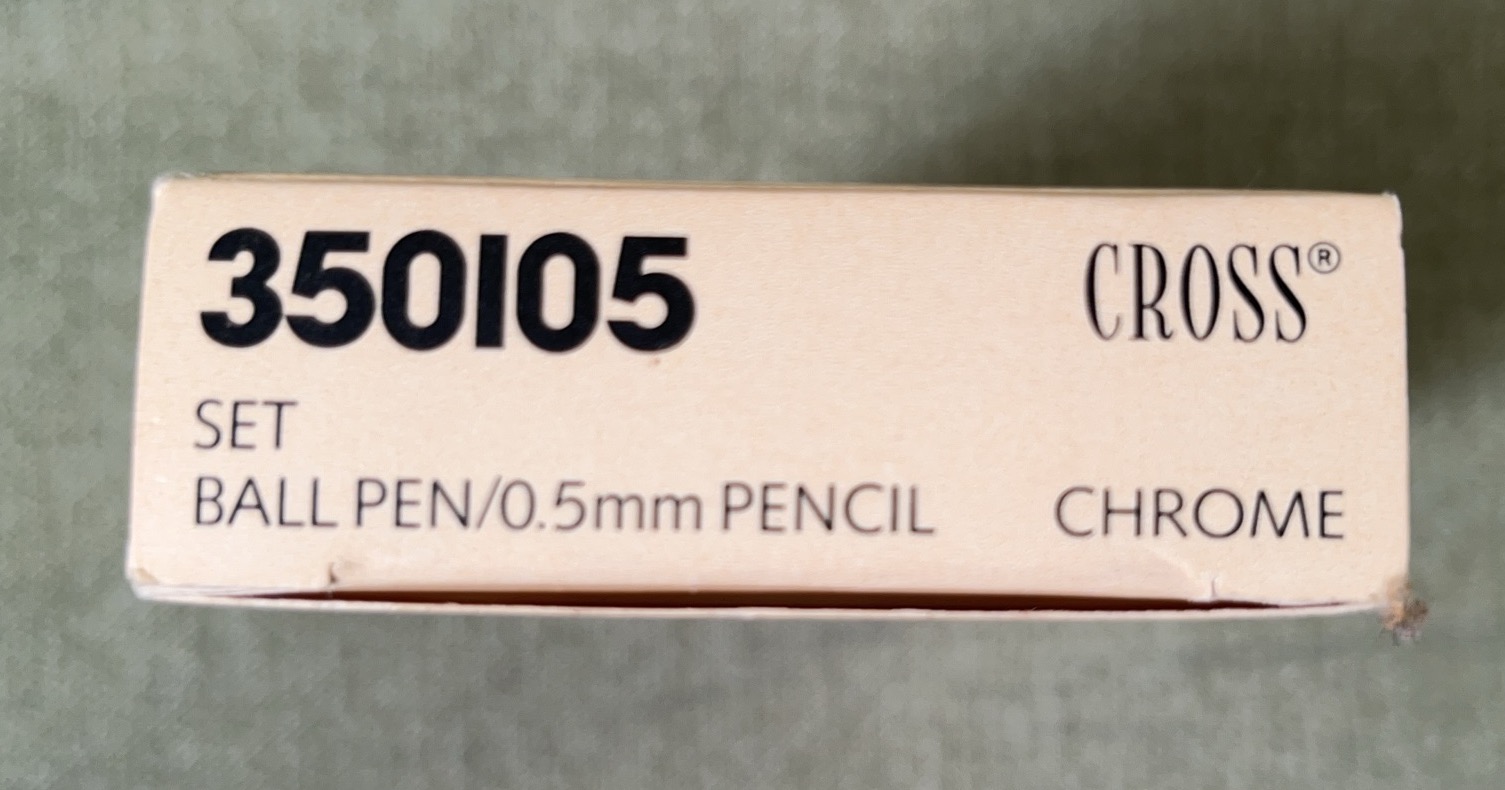 350105 CROSS®
SET
BALL PEN/0.5mm PENCIL CHROME